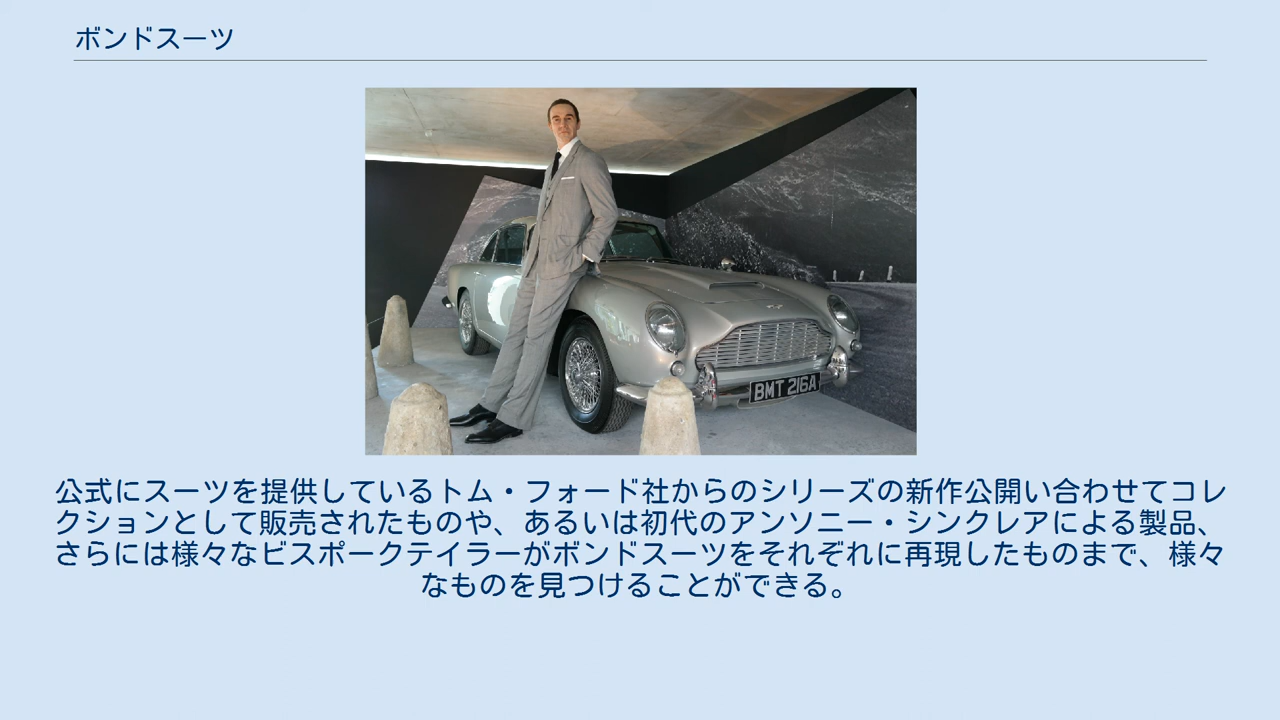 ボンドスーツ
BMT 216A
公式にスーツを提供しているトム・フォード社からのシリーズの新作公開い合わせてコレ
クションとして販売されたものや、あるいは初代のアンソニー・シンクレアによる製品、
さらには様々なビスポークテイラーがボンドスーツをそれぞれに再現したものまで、様々
なものを見つけることができる。